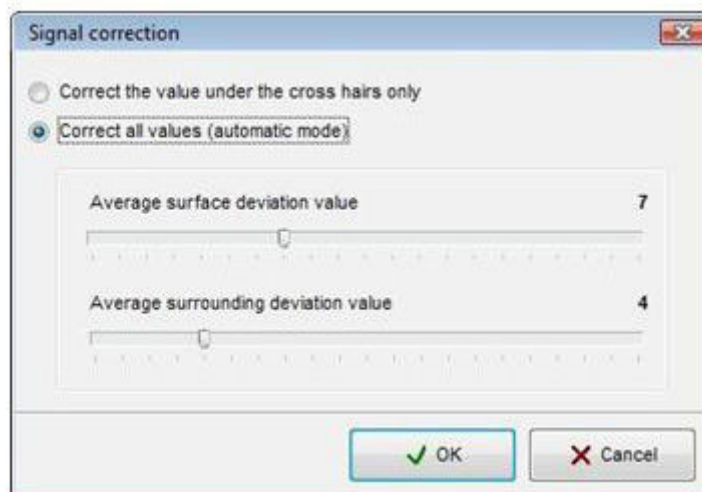 Signal correction
Correct the value under the cross hairs only
Correct all values (automatic mode)
Average surface deviation value 7
Average surrounding deviation value 4
OK Cancel